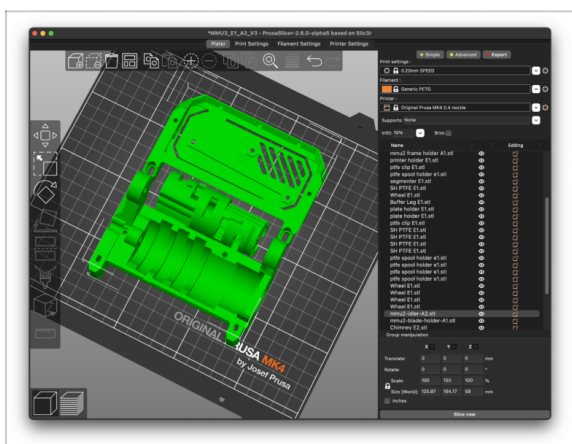 *MMU3_E1_A2_V3 - PrusaSlicer-2.6.0-alpha6 based on Slic3r
Plater Print Settings Filament Settings Printer Settings
Simple Advanced Expert
Print settings :
0.20mm SPEED
Filament :
Generic PETG
Printer :
Original Prusa MK4 0.4 nozzle
Supports: None
Infill: 15% Brim:
Name Editing
mmu2 frame holder A1.stl
printer holder E1.stl
ptfe clip E1.stl
ptfe spool holder e1.stl
segmenter E1.stl
SH PTFE E1.stl
Wheel E1.stl
Buffer Leg E1.stl
plate holder E1.stl
plate holder E1.stl
ptfe clip E1.stl
SH PTFE E1.stl
SH PTFE E1.stl
SH PTFE E1.stl
SH PTFE E1.stl
ptfe spool holder e1.stl
ptfe spool holder e1.stl
ptfe spool holder e1.stl
ptfe spool holder e1.stl
Wheel E1.stl
Wheel E1.stl
Wheel E1.stl
Wheel E1.stl
mmu2-idler-A2.stl
mmu2-blade-holder-A1.stl
Chimney E2.stl
Group manipulation
X Y Z
Translate: 0 0 0 mm
Rotate: 0 0 0 °
Scale: 100 100 100 %
Size [World]: 125.87 164.17 58 mm
Inches
Slice now
ORIGINAL RUSA MK4
by Josef Prusa